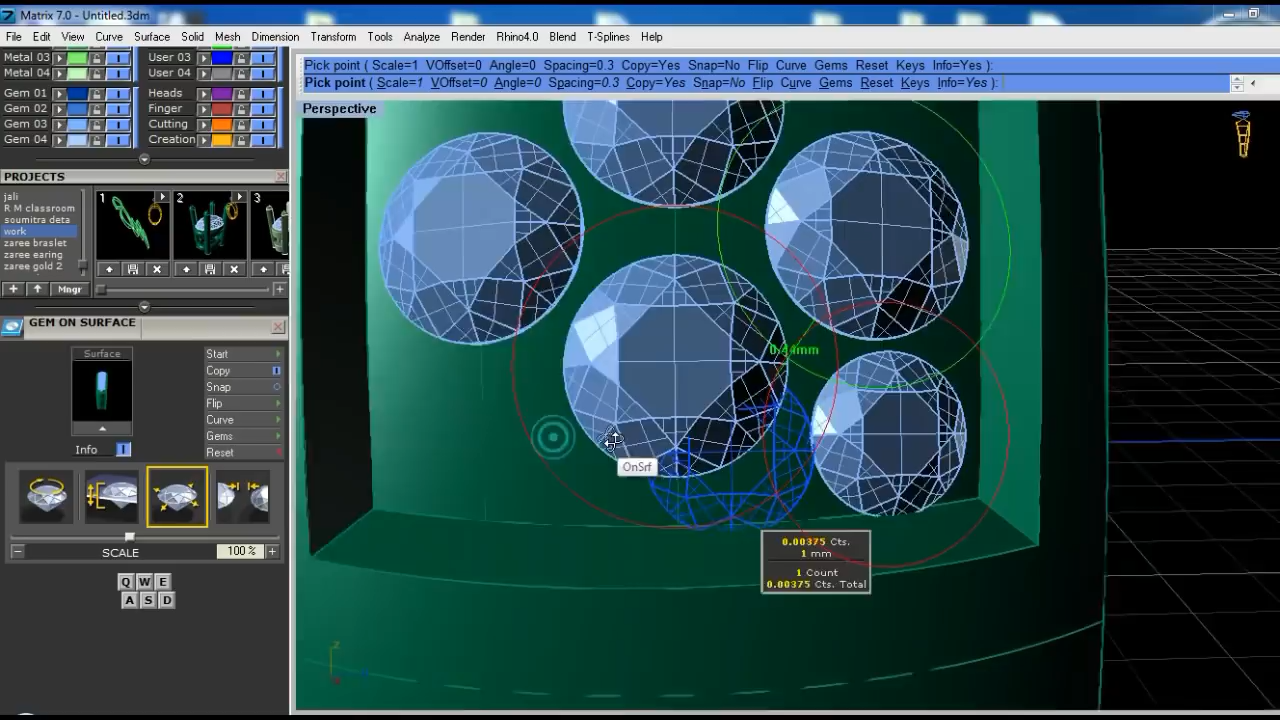 Matrix 7.0 - Untitled.3dm
File Edit View Curve Surface Solid Mesh Dimension Transform Tools Analyze Render Rhino4.0 Blend T-Splines Help
Metal 03 User 03
Metal 04 User 04
Gem 01 Heads
Gem 02 Finger
Gem 03 Cutting
Gem 04 Creation
Pick point ( Scale=1 VOffset=0 Angle=0 Spacing=0.3 Copy=Yes Snap=No Flip Curve Gems Reset Keys Info=Yes ):
Pick point ( Scale=1 VOffset=0 Angle=0 Spacing=0.3 Copy=Yes Snap=No Flip Curve Gems Reset Keys Info=Yes ):
Perspective
PROJECTS
jali
R M classroom
soumitra deta
work
zaree braslet
zaree earing
zaree gold 2
1 2 3
Mngr
GEM ON SURFACE
Surface
Start
Copy
Snap
Flip
Curve
Gems
Reset
Info
SCALE 100 %
Q W E
A S D
OnSrf
0.00375 Cts.
1 mm
1 Count
0.00375 Cts. Total
z